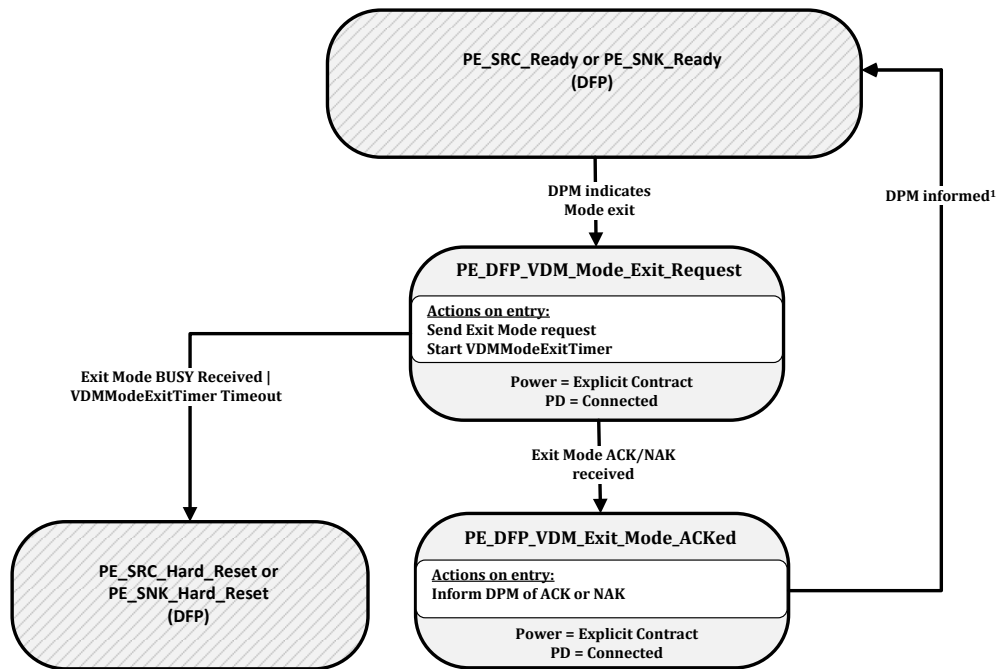 PE_SRC_Ready or PE_SNK_Ready
(DFP)
DPM indicates
Mode exit
DPM informed¹
PE_DFP_VDM_Mode_Exit_Request
Actions on entry:
Send Exit Mode request
Start VDMModeExitTimer
Power = Explicit Contract
PD = Connected
Exit Mode BUSY Received |
VDMModeExitTimer Timeout
Exit Mode ACK/NAK
received
PE_SRC_Hard_Reset or
PE_SNK_Hard_Reset
(DFP)
PE_DFP_VDM_Exit_Mode_ACKed
Actions on entry:
Inform DPM of ACK or NAK
Power = Explicit Contract
PD = Connected